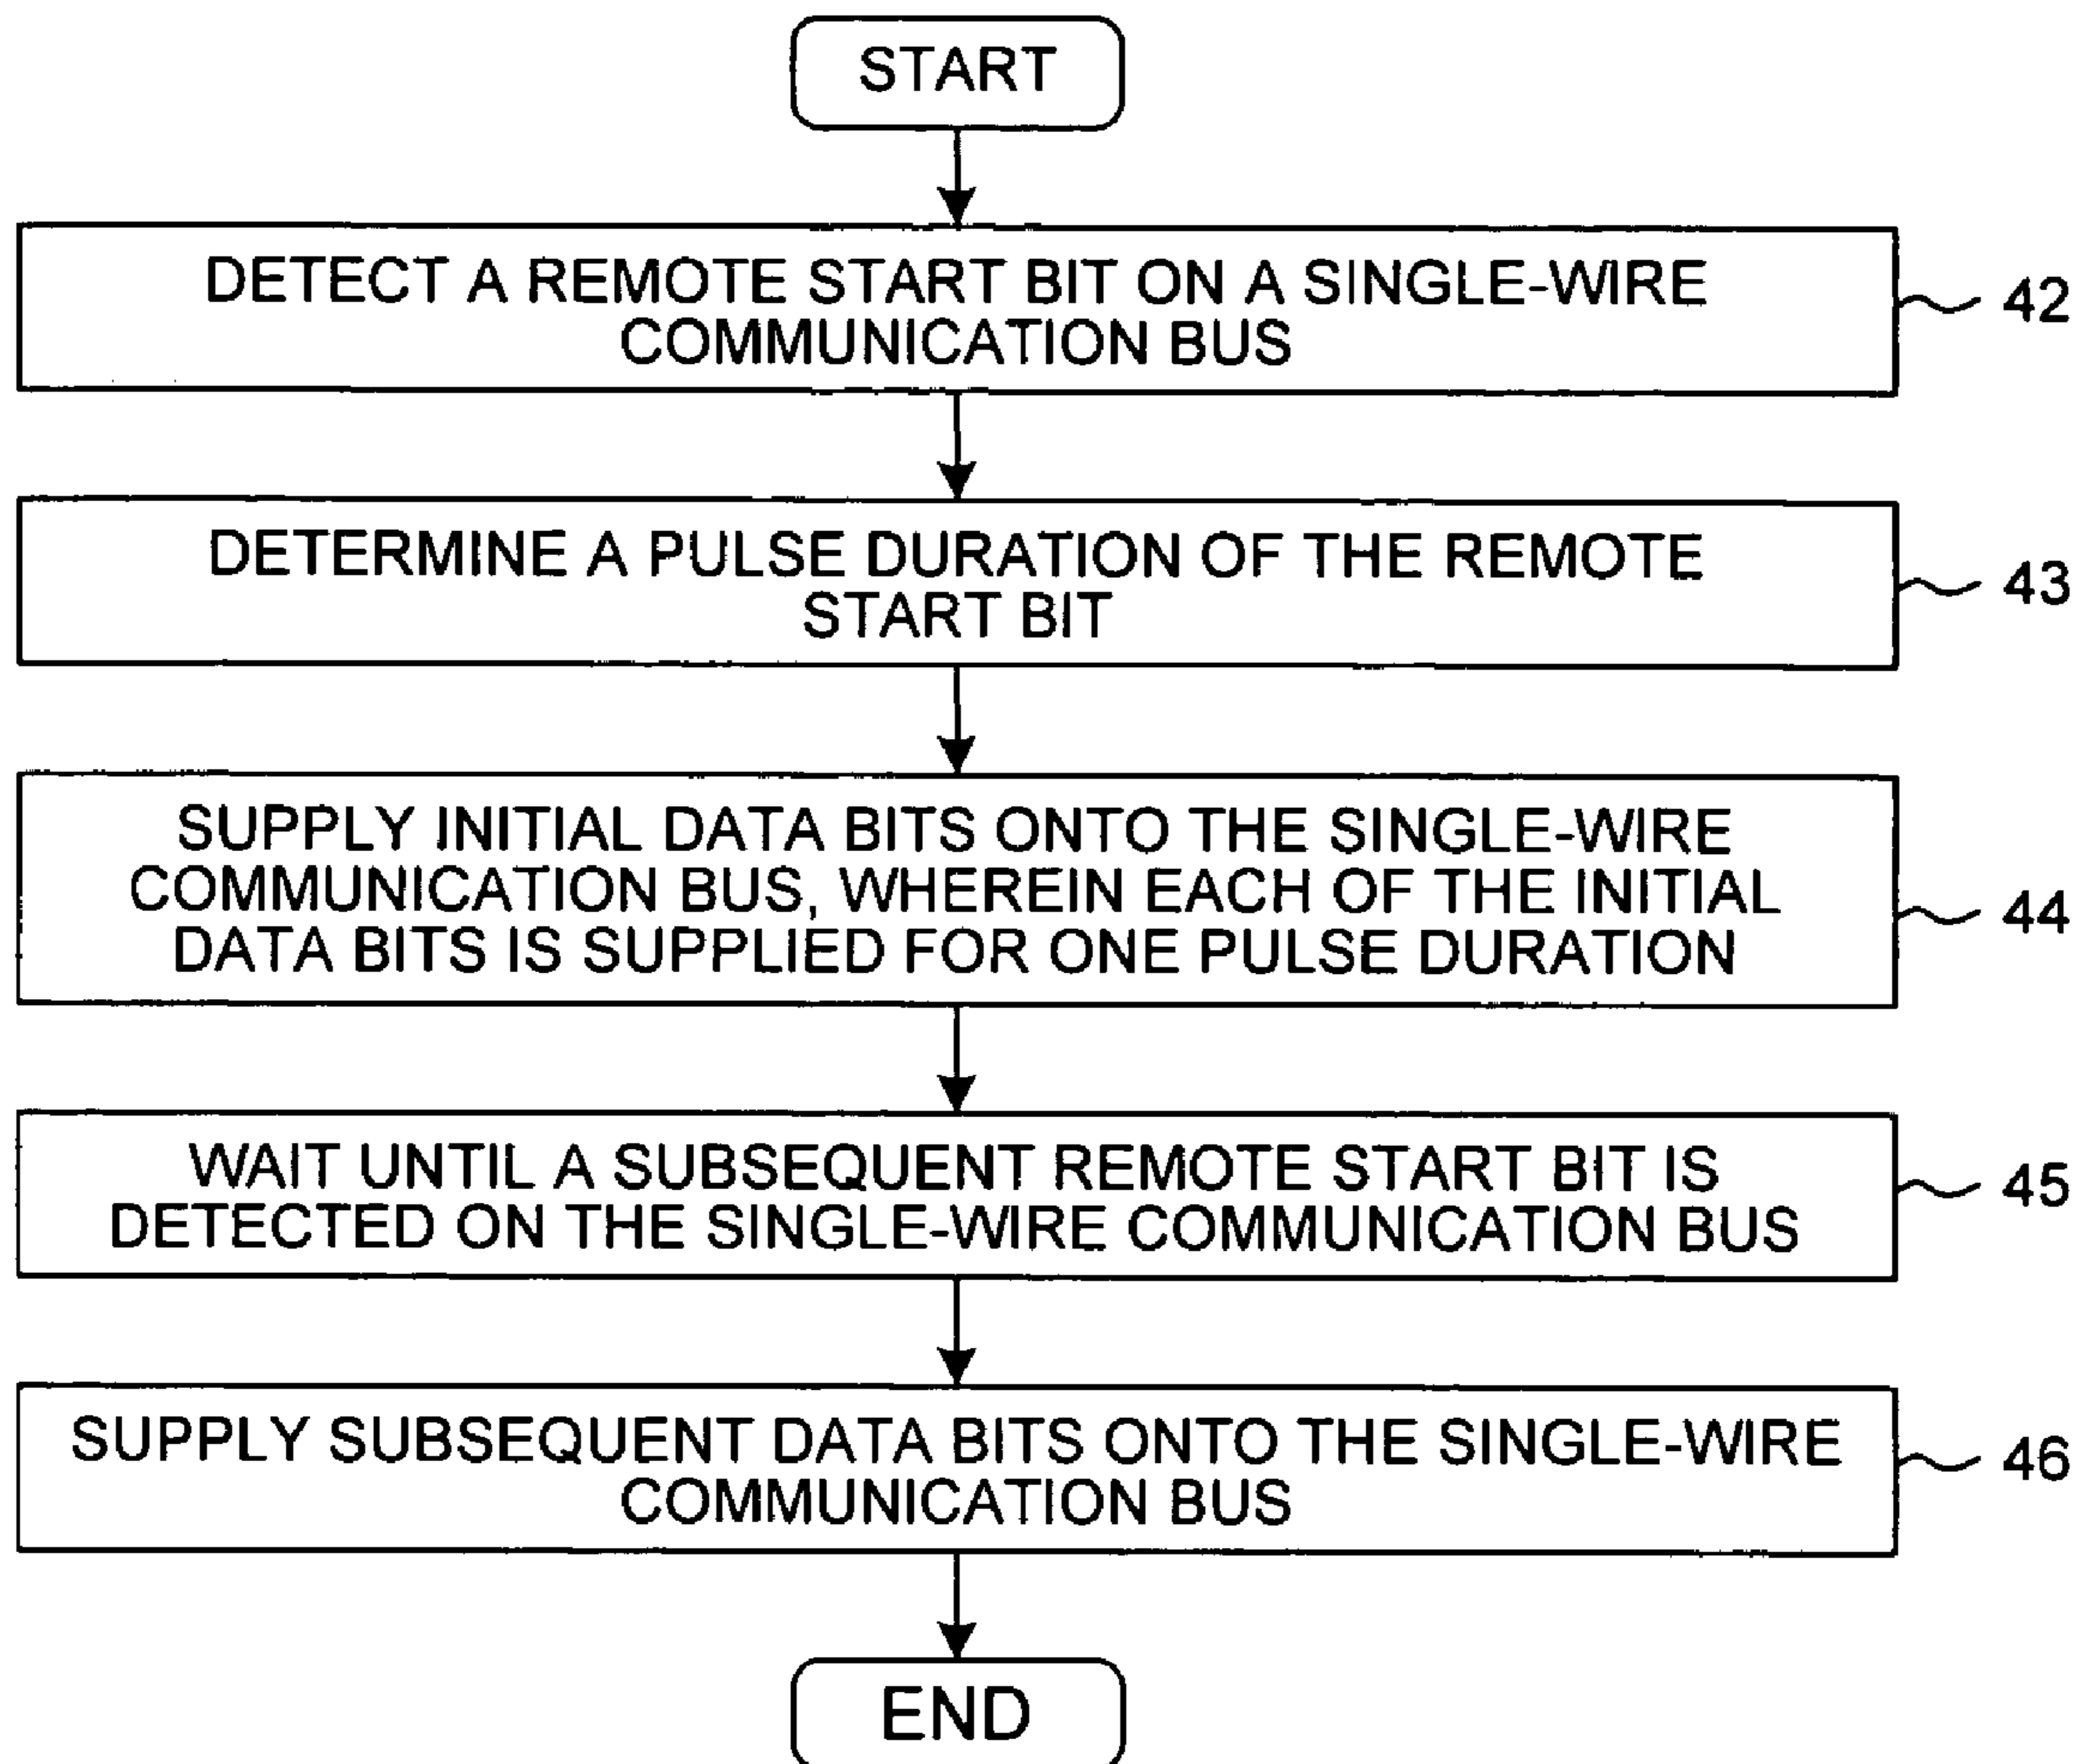 START
DETECT A REMOTE START BIT ON A SINGLE-WIRE
COMMUNICATION BUS
42
DETERMINE A PULSE DURATION OF THE REMOTE
START BIT
43
SUPPLY INITIAL DATA BITS ONTO THE SINGLE-WIRE
COMMUNICATION BUS, WHEREIN EACH OF THE INITIAL
DATA BITS IS SUPPLIED FOR ONE PULSE DURATION
44
WAIT UNTIL A SUBSEQUENT REMOTE START BIT IS
DETECTED ON THE SINGLE-WIRE COMMUNICATION BUS
45
SUPPLY SUBSEQUENT DATA BITS ONTO THE SINGLE-WIRE
COMMUNICATION BUS
46
END